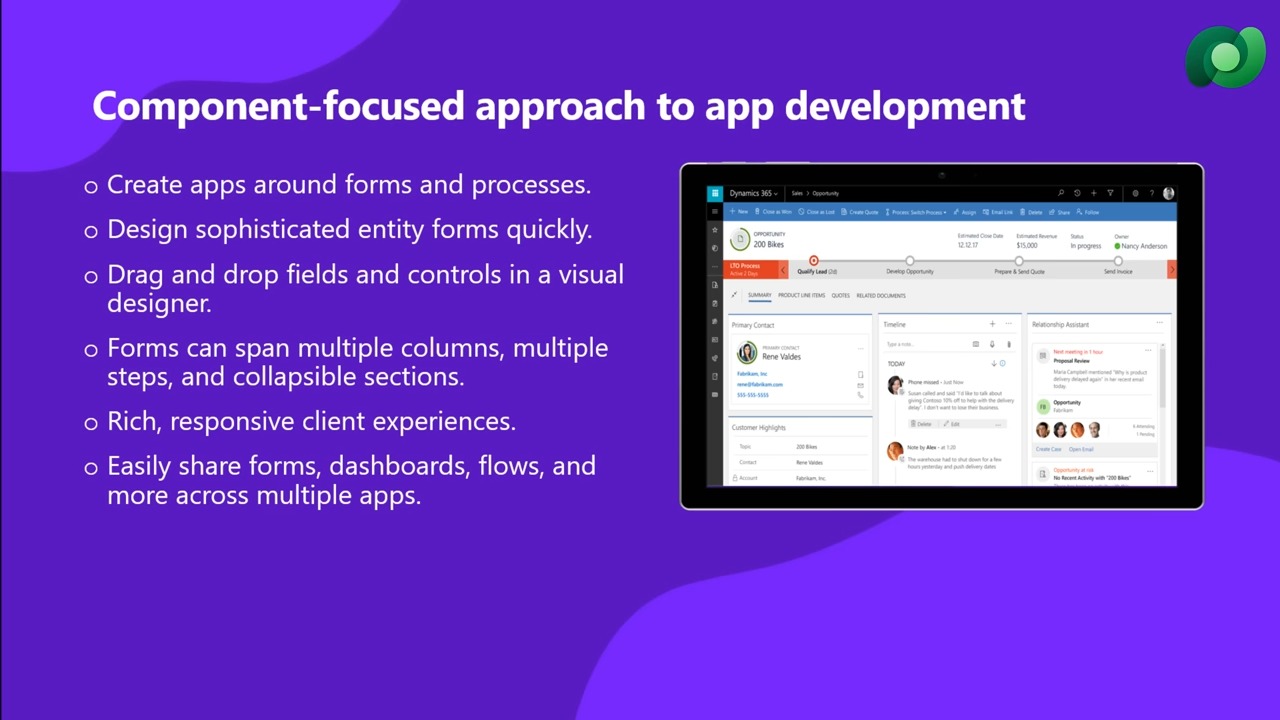 Component-focused approach to app development
o Create apps around forms and processes.
o Design sophisticated entity forms quickly.
o Drag and drop fields and controls in a visual
designer.
o Forms can span multiple columns, multiple
steps, and collapsible sections.
o Rich, responsive client experiences.
o Easily share forms, dashboards, flows, and
more across multiple apps.
Dynamics 365 Sales > Opportunity
New Close as Won Close as Lost Create Quote Process Switch Process Assign Email Link Delete Share Follow
OPPORTUNITY
200 Bikes
Estimated Close Date Estimated Revenue Status Owner
12.12.17 $15,000 In progress Nancy Anderson
LTO Process
Active 2 Days
Qualify Lead Develop Opportunity Prepare & Send Quote Send Invoice
SUMMARY PRODUCT LINE ITEMS QUOTES RELATED DOCUMENTS
Primary Contact
PRIMARY CONTACT
Rene Valdes
Fabrikam, Inc
rene@fabrikam.com
555-555-5555
Customer Highlights
Topic 200 Bikes
Contact Rene Valdes
Account Fabrikam, Inc.
Timeline
Type a note...
TODAY
Phone missed - Just Now
Susan called and said "I'd like to talk about
giving Contoso 10% off to help with the delivery
delay". I don't want to lose their business.
Delete Edit
Note by Alex - at 1:20
The warehouse had to shut down for a few
hours yesterday and push delivery dates
Relationship Assistant
Next meeting in 1 hour
Proposal Review
Maria Campbell mentioned "Why is product
delivery delayed again" in her recent email
today.
FB
Opportunity
Fabrikam
Attending
1 Pending
Create Case Open Email
Opportunity at risk
No Recent Activity with "200 Bikes"